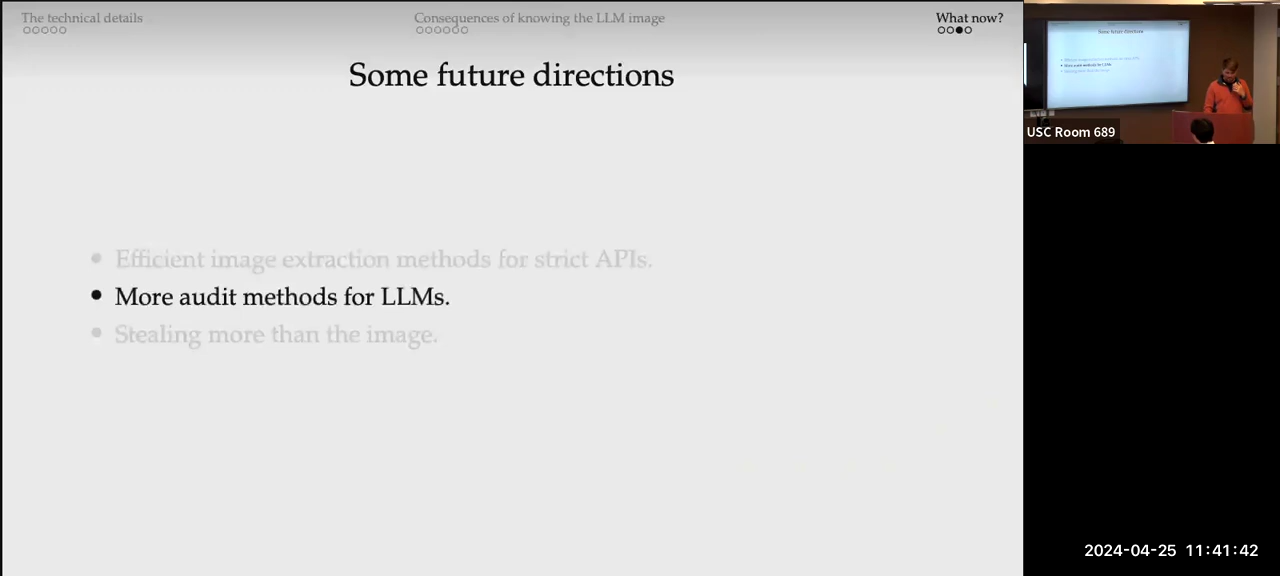 The technical details
Consequences of knowing the LLM image
What now?
Some future directions
• Efficient image extraction methods for strict APIs.
• More audit methods for LLMs.
• Stealing more than the image.
USC Room 689
2024-04-25 11:41:42